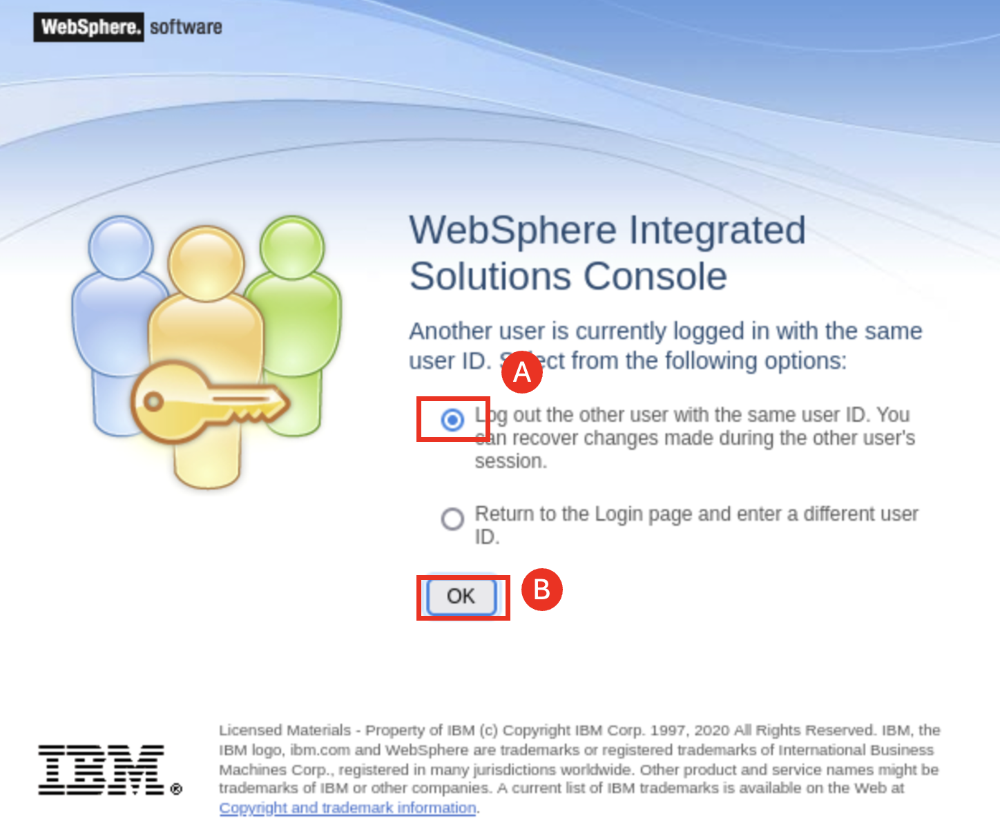 WebSphere. software
WebSphere Integrated
Solutions Console
Another user is currently logged in with the same
user ID. S ect from the following options:
A
Log out the other user with the same user ID. You
can recover changes made during the other user's
session.
Return to the Login page and enter a different user
ID.
OK
B
Licensed Materials - Property of IBM (c) Copyright IBM Corp. 1997, 2020 All Rights Reserved. IBM, the
IBM logo, ibm.com and WebSphere are trademarks or registered trademarks of International Business
Machines Corp., registered in many jurisdictions worldwide. Other product and service names might be
trademarks of IBM or other companies. A current list of IBM trademarks is available on the Web at
Copyright and trademark information.
IBM®